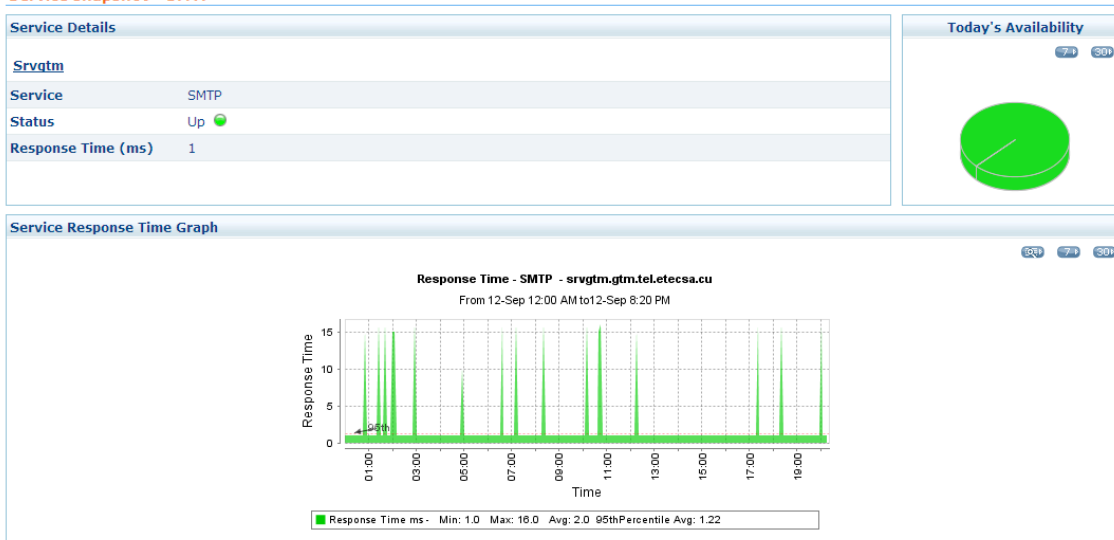 Service Details
Today's Availability
7
30
Srvgtm
Service SMTP
Status Up
Response Time (ms) 1
Service Response Time Graph
7
30
Response Time - SMTP - srvgtm.gtm.tel.etecsa.cu
From 12-Sep 12:00 AM to12-Sep 8:20 PM
Response Time
15
10
5
0
95th
01:00
03:00
05:00
07:00
09:00
11:00
13:00
15:00
17:00
19:00
Time
Response Time ms - Min: 1.0 Max: 16.0 Avg: 2.0 95thPercentile Avg: 1.22